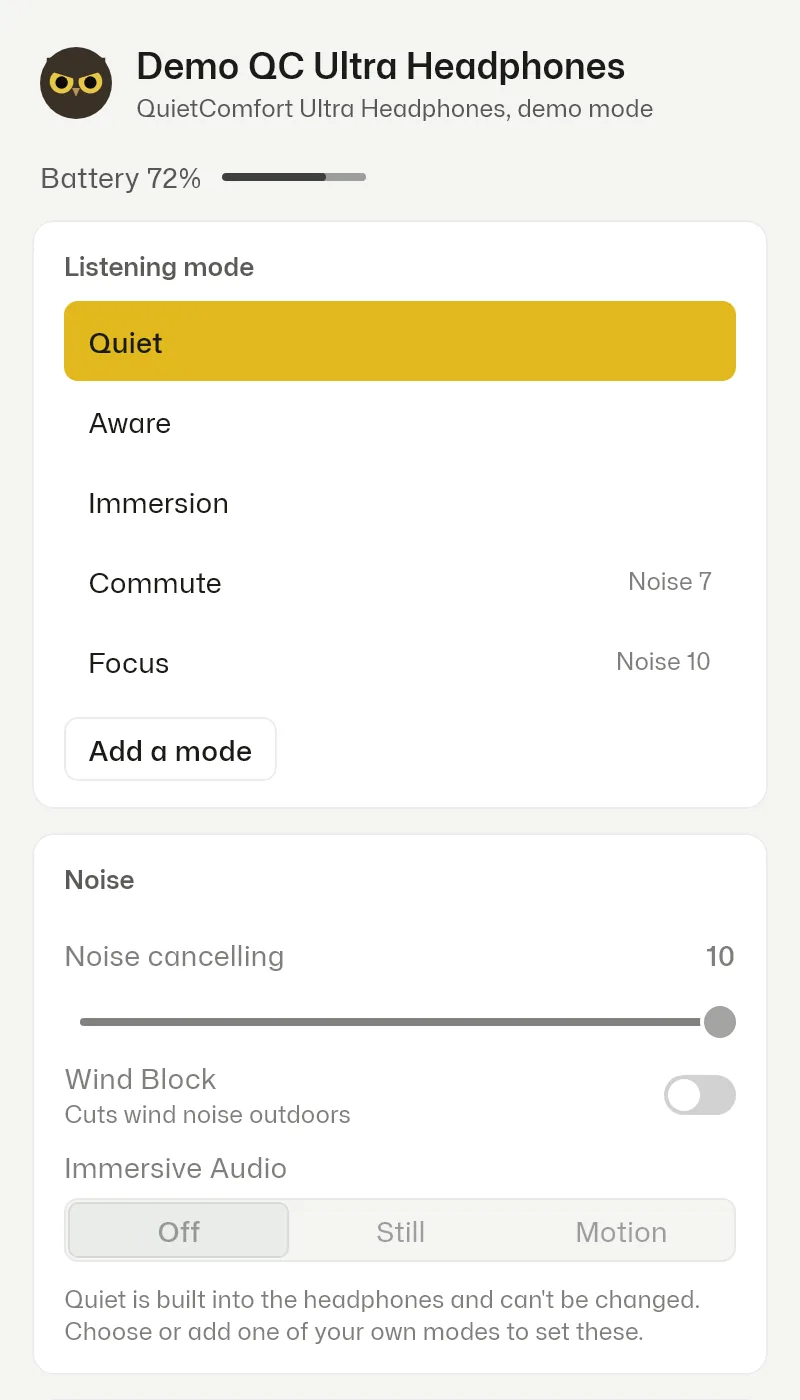 Demo QC Ultra Headphones
QuietComfort Ultra Headphones, demo mode
Battery 72%
Listening mode
Quiet
Aware
Immersion
Commute Noise 7
Focus Noise 10
Add a mode
Noise
Noise cancelling 10
Wind Block
Cuts wind noise outdoors
Immersive Audio
Off Still Motion
Quiet is built into the headphones and can't be changed.
Choose or add one of your own modes to set these.